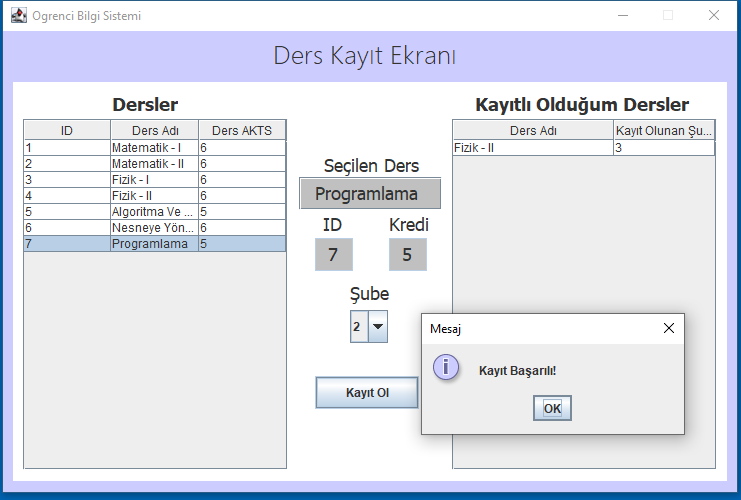 Ogrenci Bilgi Sistemi
Ders Kayıt Ekranı
Dersler
ID Ders Adı Ders AKTS
1 Matematik - I 6
2 Matematik - II 6
3 Fizik - I 6
4 Fizik - II 6
5 Algoritma Ve ... 5
6 Nesneye Yön... 6
7 Programlama 5
Seçilen Ders
Programlama
ID Kredi
7 5
Şube
2
Kayıt Ol
Kayıtlı Olduğum Dersler
Ders Adı Kayıt Olunan Şu...
Fizik - II 3
Mesaj
Kayıt Başarılı!
OK